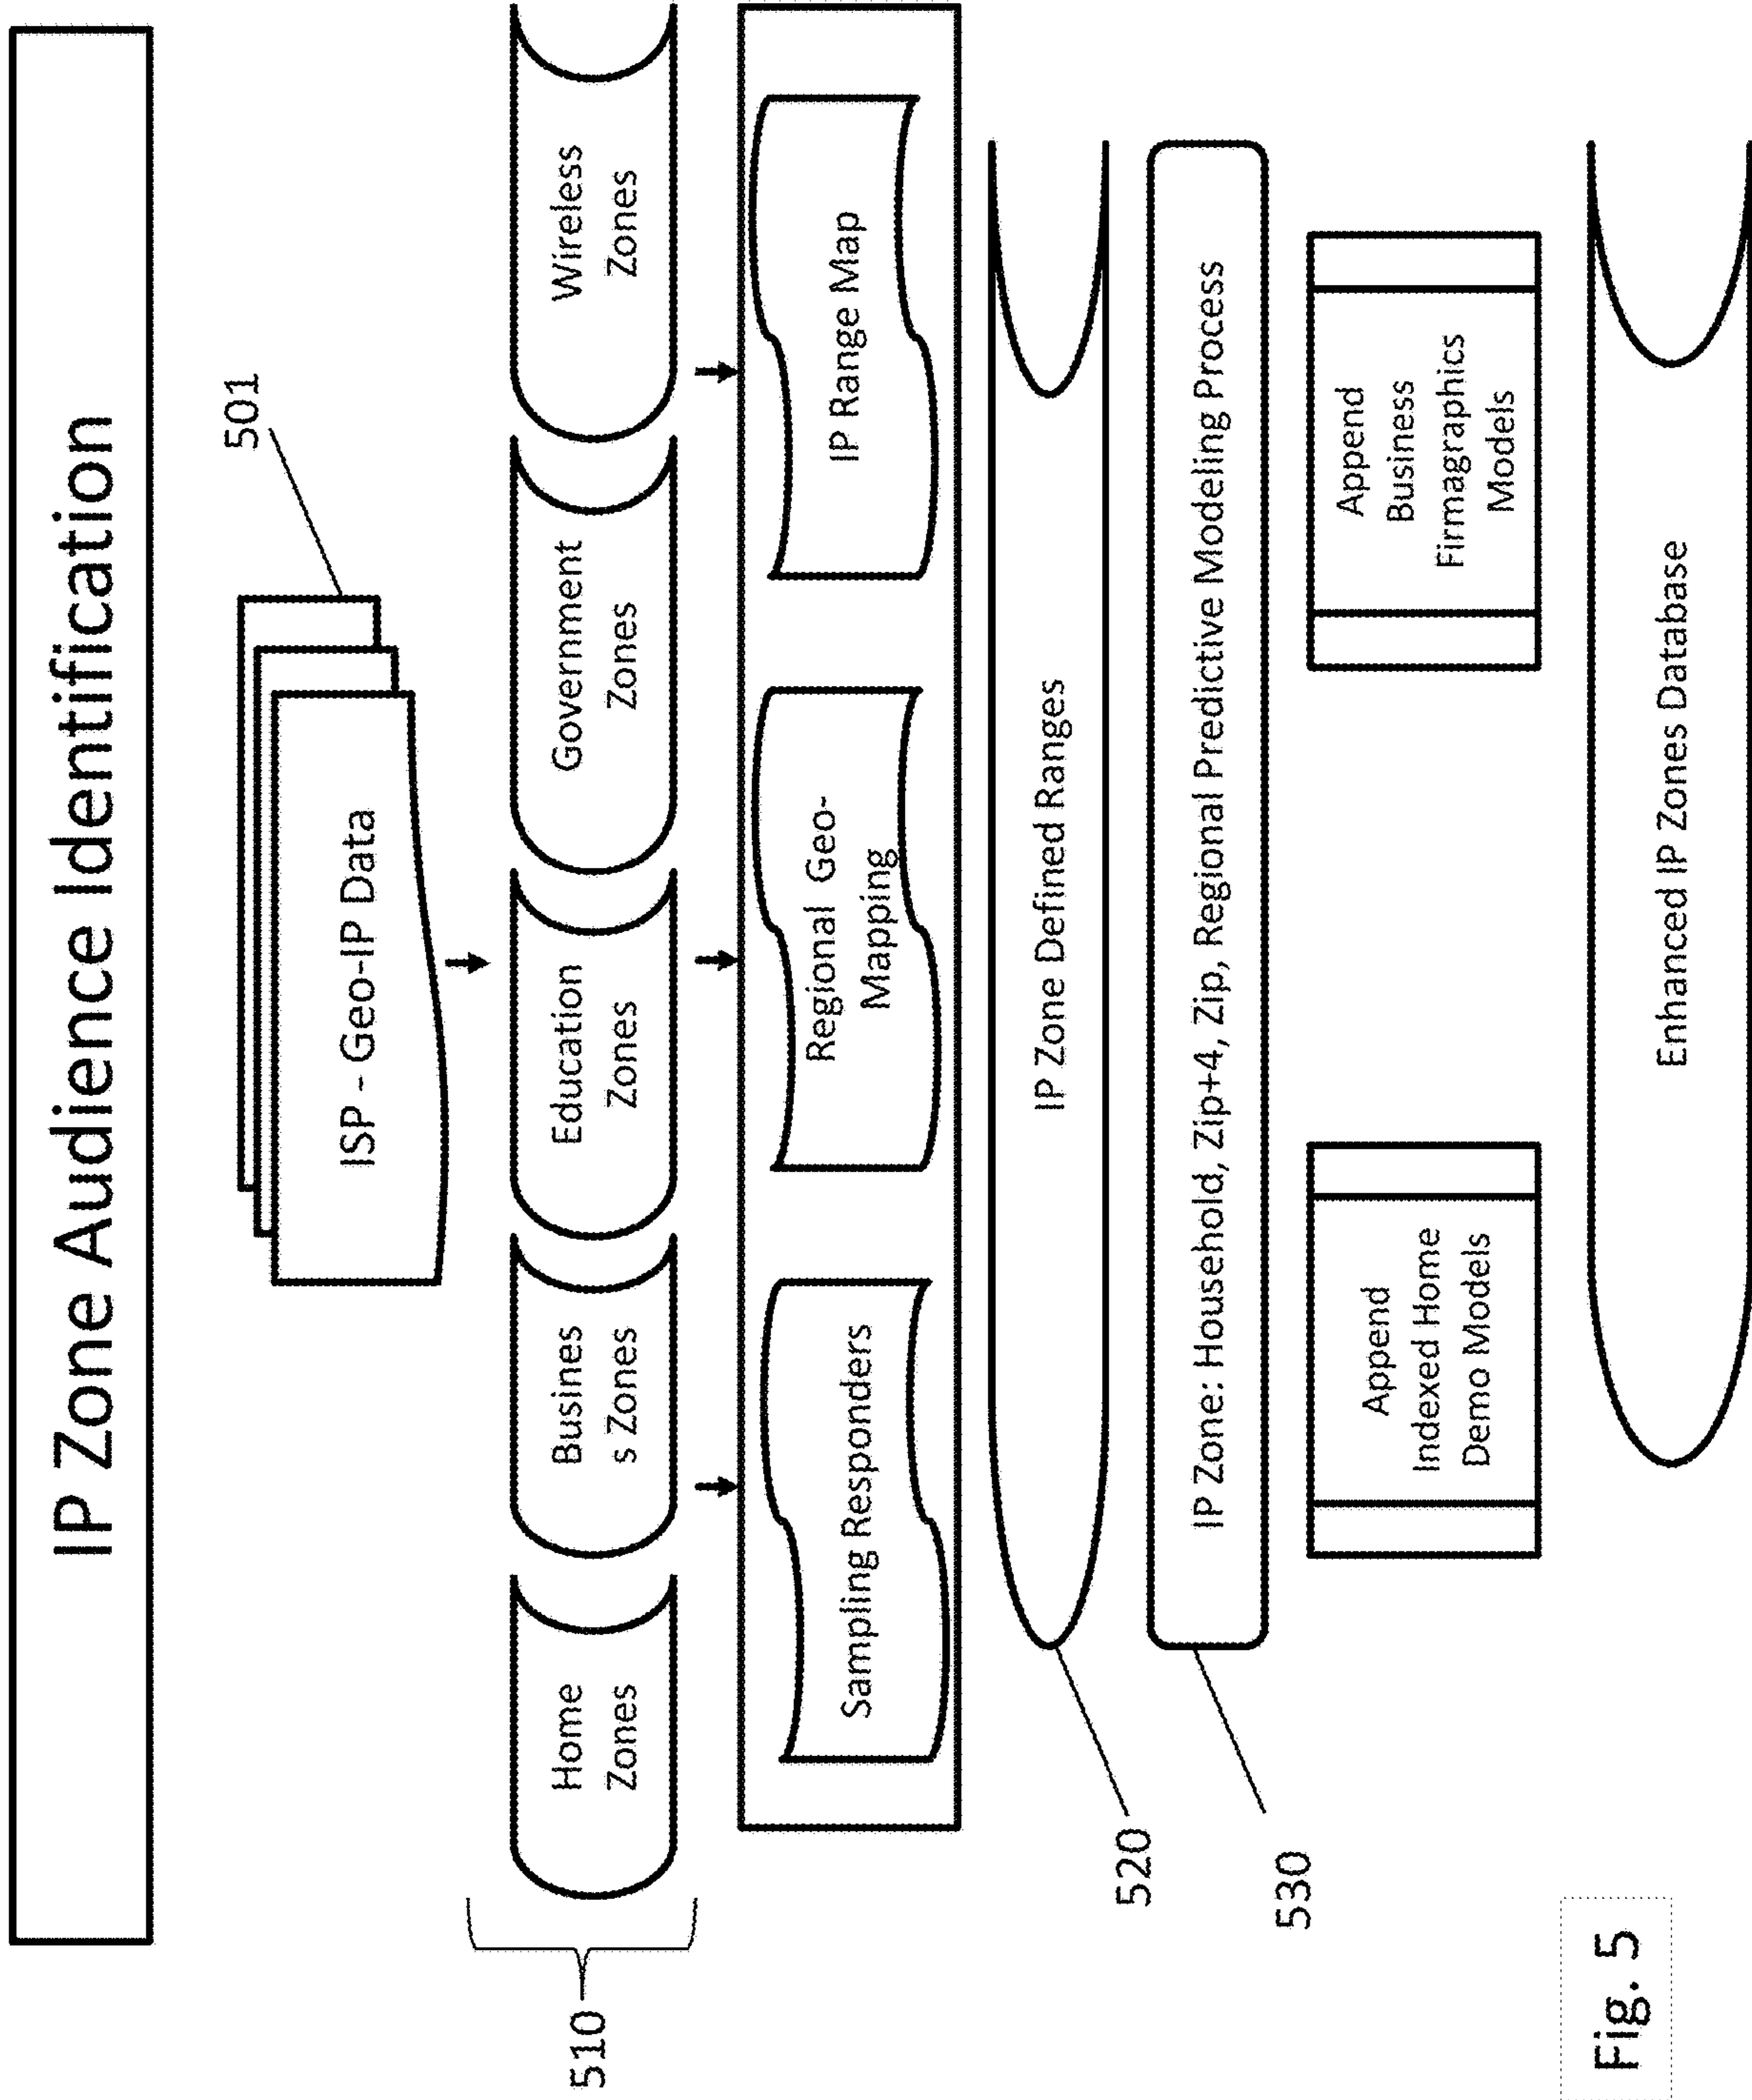 IP Zone Audience Identification
501
ISP - Geo-IP Data
510
Home
Zones
Busines
s Zones
Education
Zones
Government
Zones
Wireless
Zones
Sampling Responders
Regional Geo-
Mapping
IP Range Map
520
IP Zone Defined Ranges
530
IP Zone: Household, Zip+4, Zip, Regional Predictive Modeling Process
Append
Indexed Home
Demo Models
Append
Business
Firmagraphics
Models
Enhanced IP Zones Database
Fig. 5